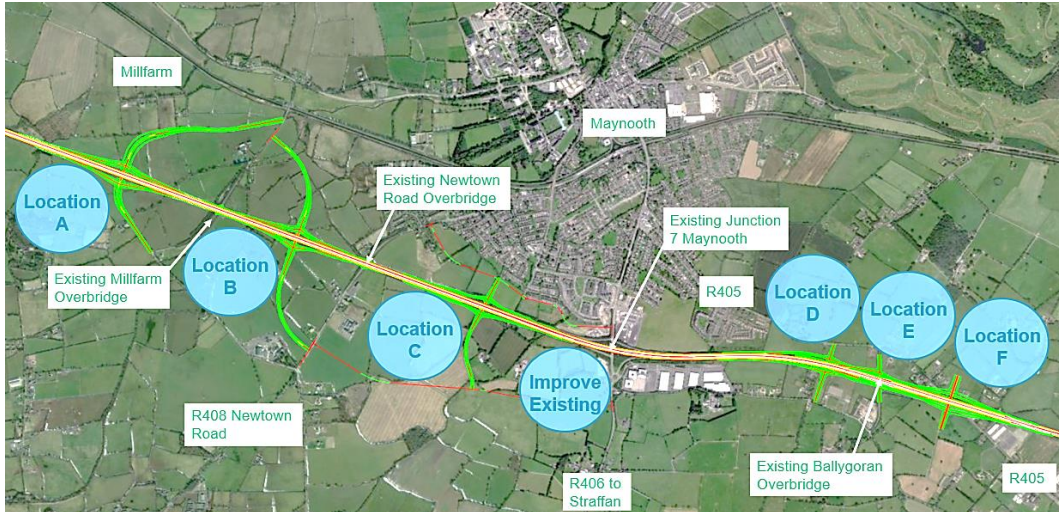 Millfarm
Maynooth
Existing Newtown
Road Overbridge
Location
A
Existing Junction
7 Maynooth
Existing Millfarm
Overbridge
Location
B
R405
Location
D
Location
E
Location
C
Location
F
Improve
Existing
R408 Newtown
Road
Existing Ballygoran
Overbridge
R406 to
Straffan
R405